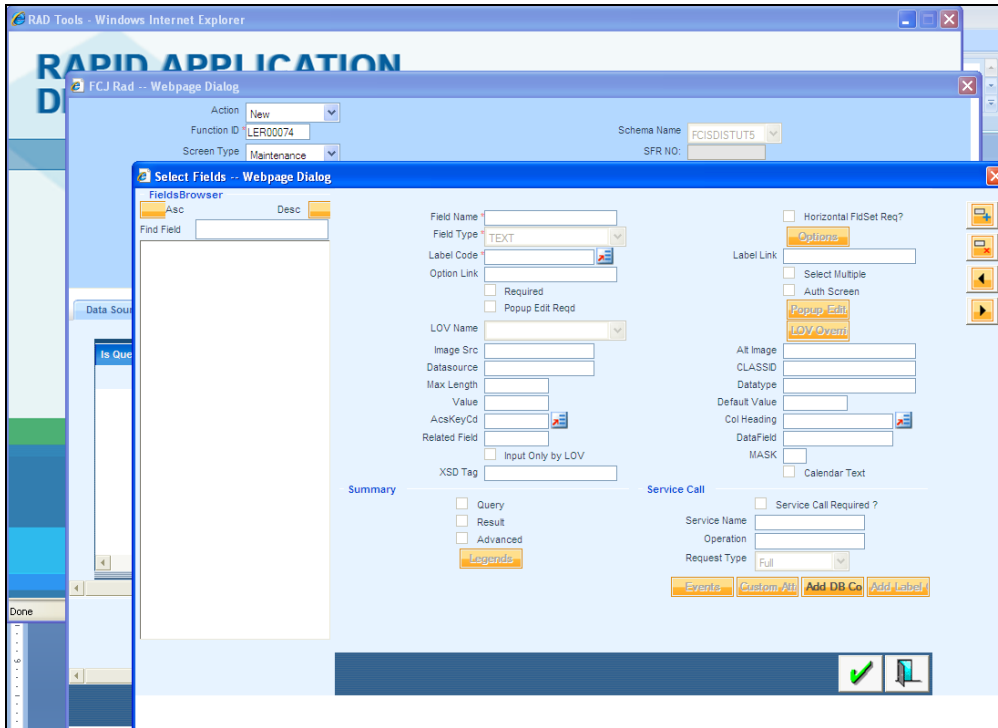 RAD Tools - Windows Internet Explorer
RAPID APPLICATION
FCJ Rad -- Webpage Dialog
Action New
Function ID * LER00074
Schema Name FCISDISTUT5
Screen Type Maintenance
SFR NO:
Select Fields -- Webpage Dialog
FieldsBrowser
Asc Desc
Find Field
Field Name *
Horizontal FldSet Req?
Field Type * TEXT
Options
Label Code *
Label Link
Option Link
Select Multiple
Required
Auth Screen
Popup Edit Reqd
Popup Edit
LOV Name
LOV Overri
Image Src
Alt Image
Datasource
CLASSID
Max Length
Datatype
Value
Default Value
AcsKeyCd
Col Heading
Related Field
DataField
Input Only by LOV
MASK
XSD Tag
Calendar Text
Data Sour
Is Que
Summary
Service Call
Query
Service Call Required ?
Result
Service Name
Advanced
Operation
Legends
Request Type Full
Events Custom Att Add DB Co Add Label
Done